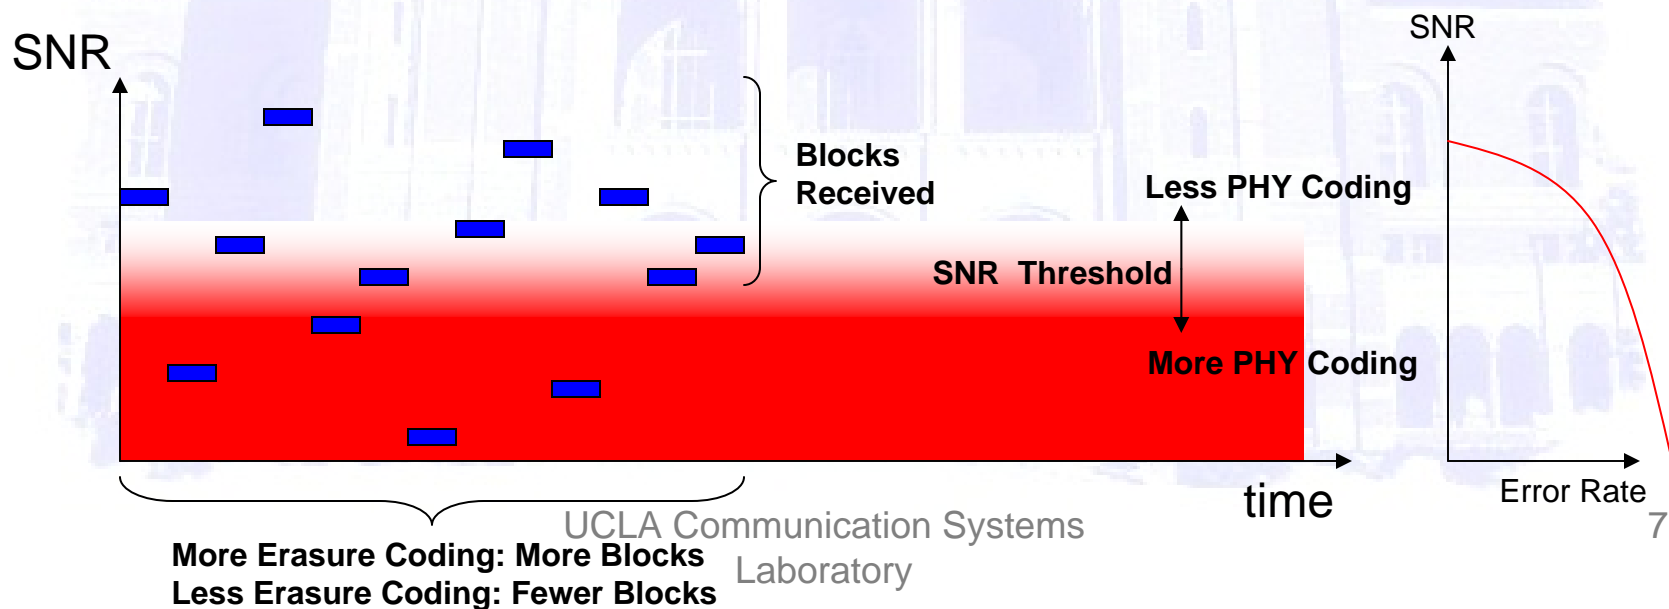 SNR
SNR
Blocks
Received
Less PHY Coding
SNR Threshold
More PHY Coding
time
Error Rate
UCLA Communication Systems
Laboratory
7
More Erasure Coding: More Blocks
Less Erasure Coding: Fewer Blocks